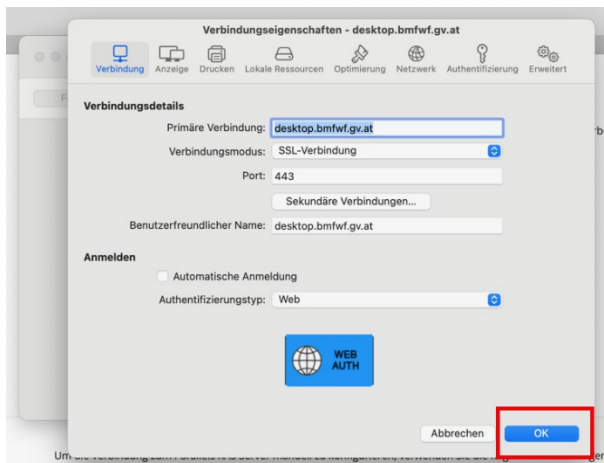 Verbindungseigenschaften - desktop.bmfwf.gv.at
Verbindung Anzeige Drucken Lokale Ressourcen Optimierung Netzwerk Authentifizierung Erweitert
Verbindungsdetails
Primäre Verbindung: desktop.bmfwf.gv.at
Verbindungsmodus: SSL-Verbindung
Port: 443
Sekundäre Verbindungen...
Benutzerfreundlicher Name: desktop.bmfwf.gv.at
Anmelden
Automatische Anmeldung
Authentifizierungstyp: Web
WEB
AUTH
Abbrechen OK